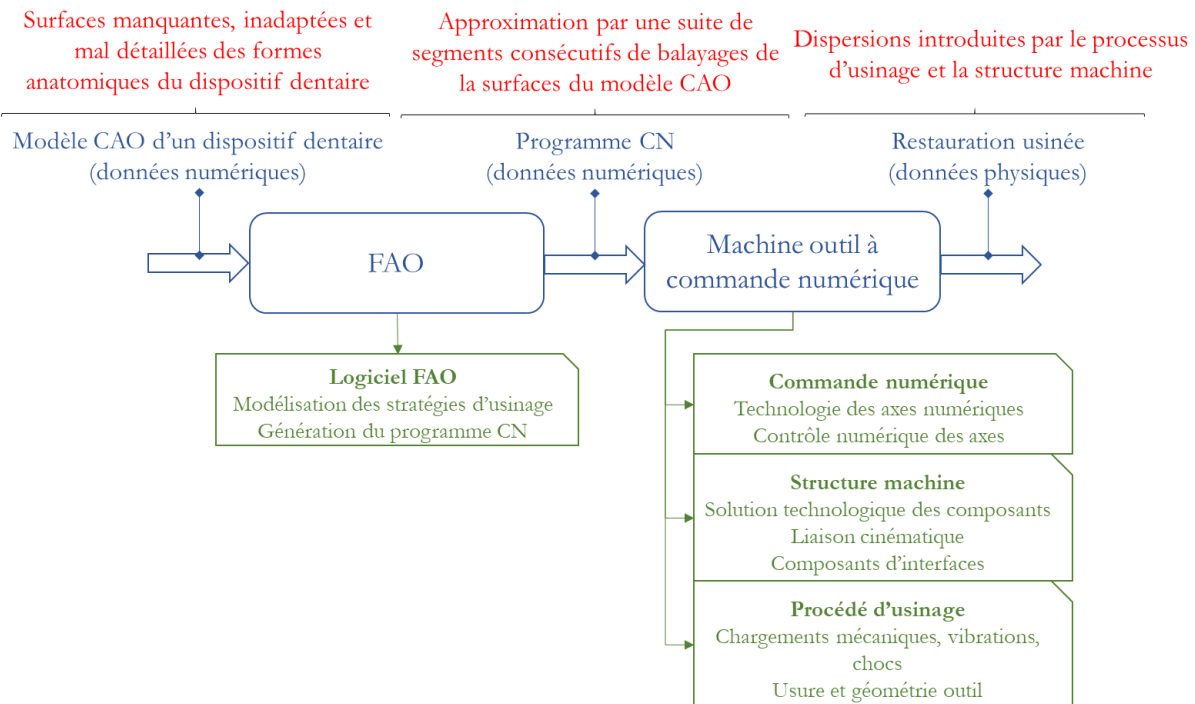 Surfaces manquantes, inadaptées et
mal détaillées des formes
anatomiques du dispositif dentaire
Approximation par une suite de
segments consécutifs de balayages de
la surfaces du modèle CAO
Dispersions introduites par le processus
d'usinage et la structure machine
Modèle CAO d'un dispositif dentaire
(données numériques)
Programme CN
(données numériques)
Restauration usinée
(données physiques)
FAO
Machine outil à
commande numérique
Logiciel FAO
Modélisation des stratégies d'usinage
Génération du programme CN
Commande numérique
Technologie des axes numériques
Contrôle numérique des axes
Structure machine
Solution technologique des composants
Liaison cinématique
Composants d'interfaces
Procédé d'usinage
Chargements mécaniques, vibrations,
chocs
Usure et géométrie outil